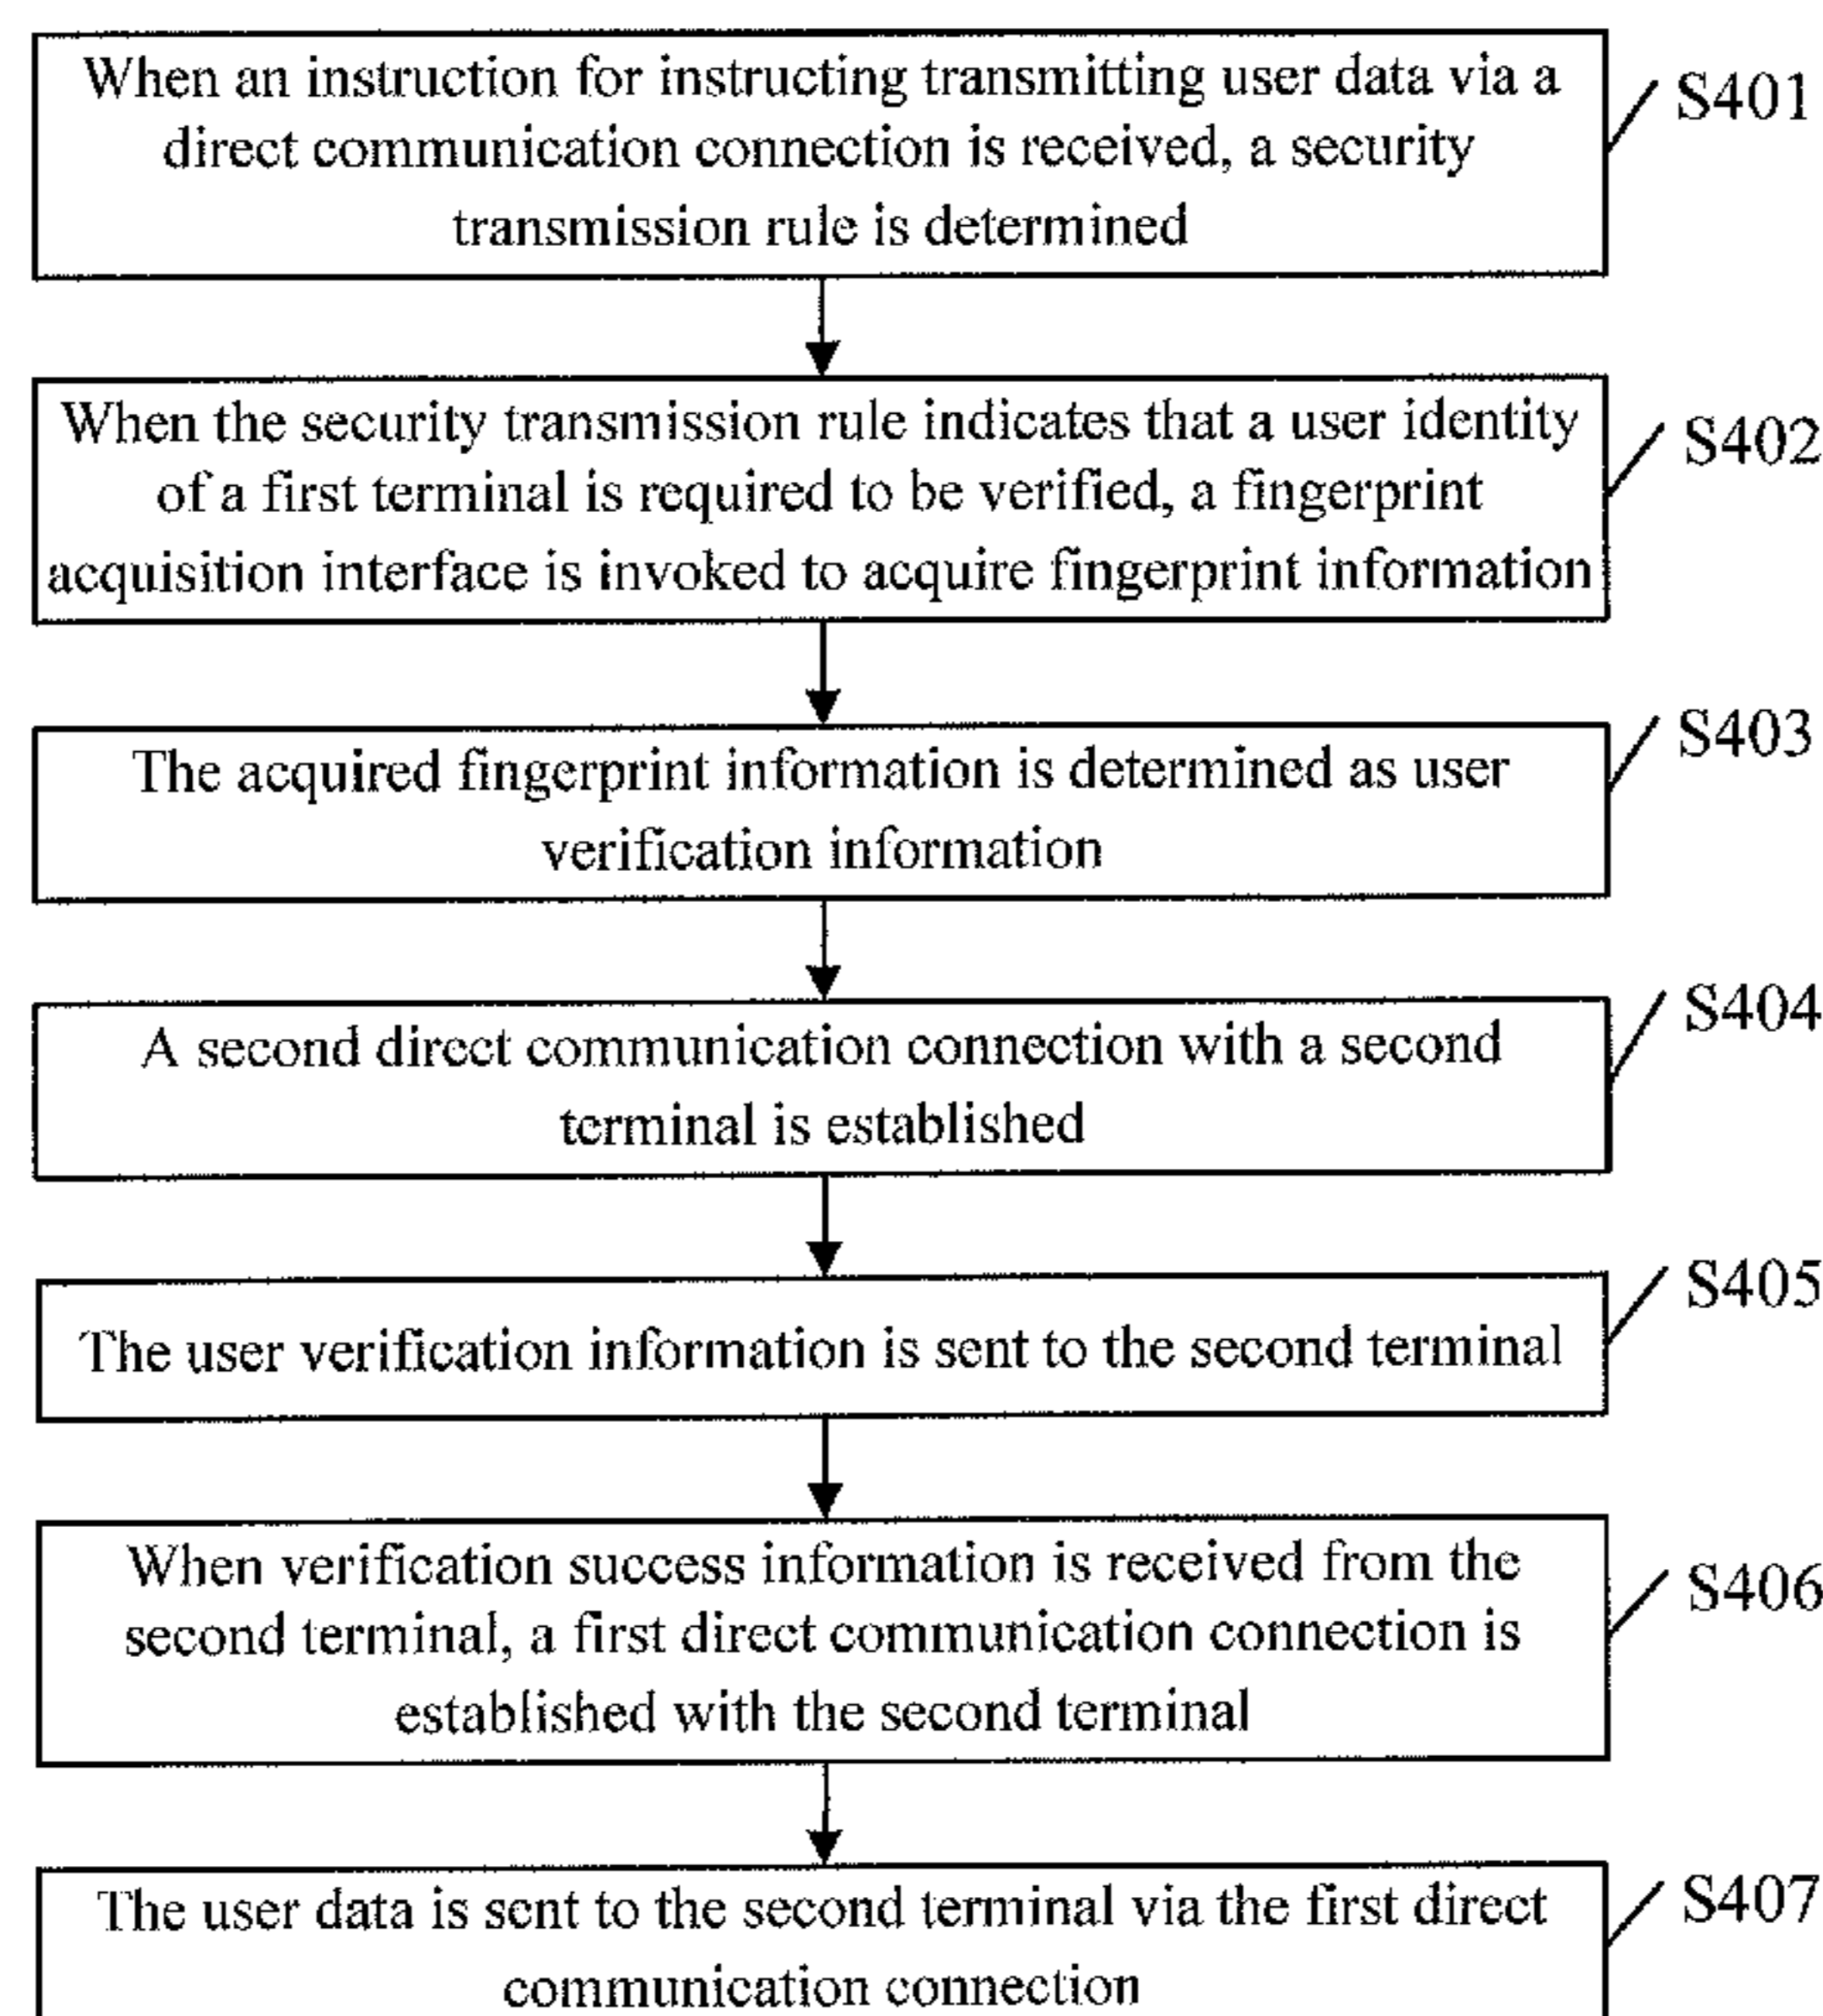 When an instruction for instructing transmitting user data via a
direct communication connection is received, a security
transmission rule is determined
S401
When the security transmission rule indicates that a user identity
of a first terminal is required to be verified, a fingerprint
acquisition interface is invoked to acquire fingerprint information
S402
The acquired fingerprint information is determined as user
verification information
S403
A second direct communication connection with a second
terminal is established
S404
The user verification information is sent to the second terminal
S405
When verification success information is received from the
second terminal, a first direct communication connection is
established with the second terminal
S406
The user data is sent to the second terminal via the first direct
communication connection
S407